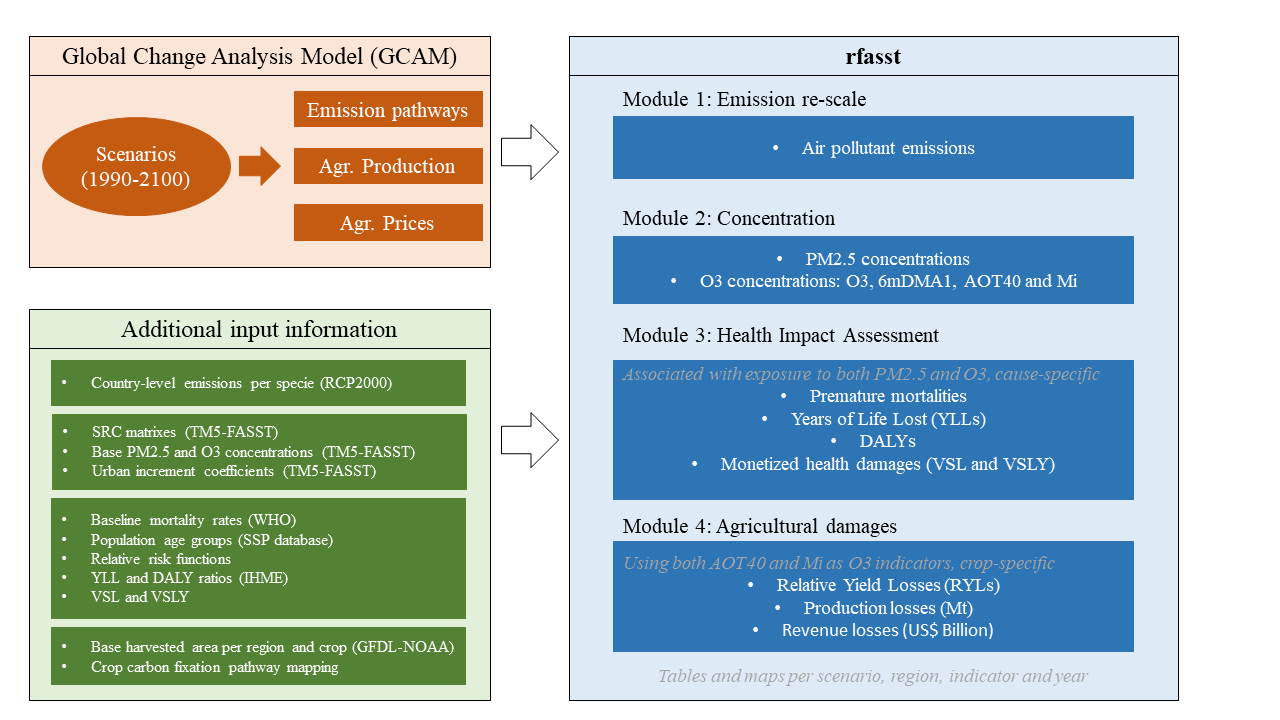 Global Change Analysis Model (GCAM)
Scenarios
(1990-2100)
Emission pathways
Agr. Production
Agr. Prices
Additional input information
• Country-level emissions per specie (RCP2000)
• SRC matrixes (TM5-FASST)
• Base PM2.5 and O3 concentrations (TM5-FASST)
• Urban increment coefficients (TM5-FASST)
• Baseline mortality rates (WHO)
• Population age groups (SSP database)
• Relative risk functions
• YLL and DALY ratios (IHME)
• VSL and VSLY
• Base harvested area per region and crop (GFDL-NOAA)
• Crop carbon fixation pathway mapping
rfasst
Module 1: Emission re-scale
• Air pollutant emissions
Module 2: Concentration
• PM2.5 concentrations
• O3 concentrations: O3, 6mDMA1, AOT40 and Mi
Module 3: Health Impact Assessment
Associated with exposure to both PM2.5 and O3, cause-specific
• Premature mortalities
• Years of Life Lost (YLLs)
• DALYs
• Monetized health damages (VSL and VSLY)
Module 4: Agricultural damages
Using both AOT40 and Mi as O3 indicators, crop-specific
• Relative Yield Losses (RYLs)
• Production losses (Mt)
• Revenue losses (US$ Billion)
Tables and maps per scenario, region, indicator and year